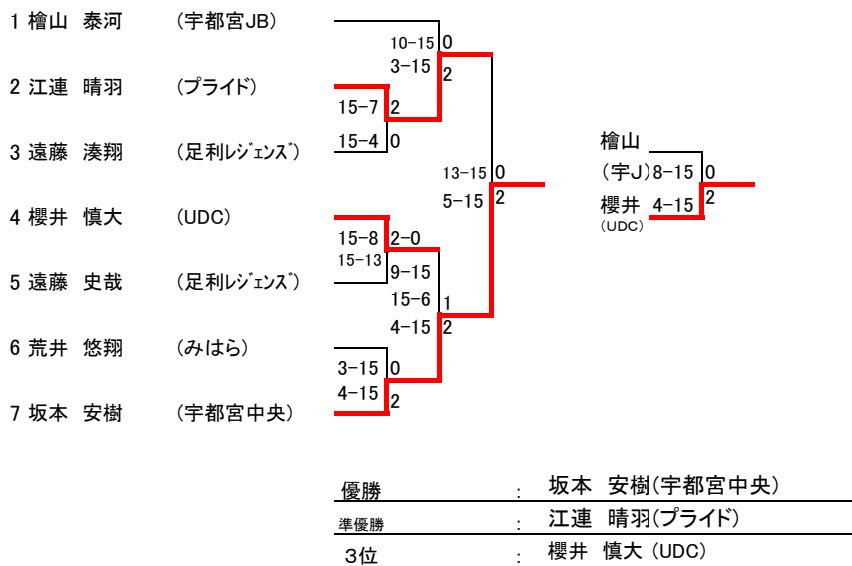 1 檜山　泰河　(宇都宮JB)
10-15 0
3-15 2
2 江連　晴羽　(プライド)
15-7 2
15-4 0
3 遠藤　湊翔　(足利レジェンズ)
檜山
(宇J) 8-15 0
13-15 0
5-15 2
櫻井 4-15 2
(UDC)
4 櫻井　慎大　(UDC)
15-8 2-0
15-13
9-15
5 遠藤　史哉　(足利レジェンズ)
15-6 1
4-15 2
6 荒井　悠翔　(みはら)
3-15 0
4-15 2
7 坂本　安樹　(宇都宮中央)
優勝 : 坂本　安樹(宇都宮中央)
準優勝 : 江連　晴羽(プライド)
3位 : 櫻井　慎大 (UDC)